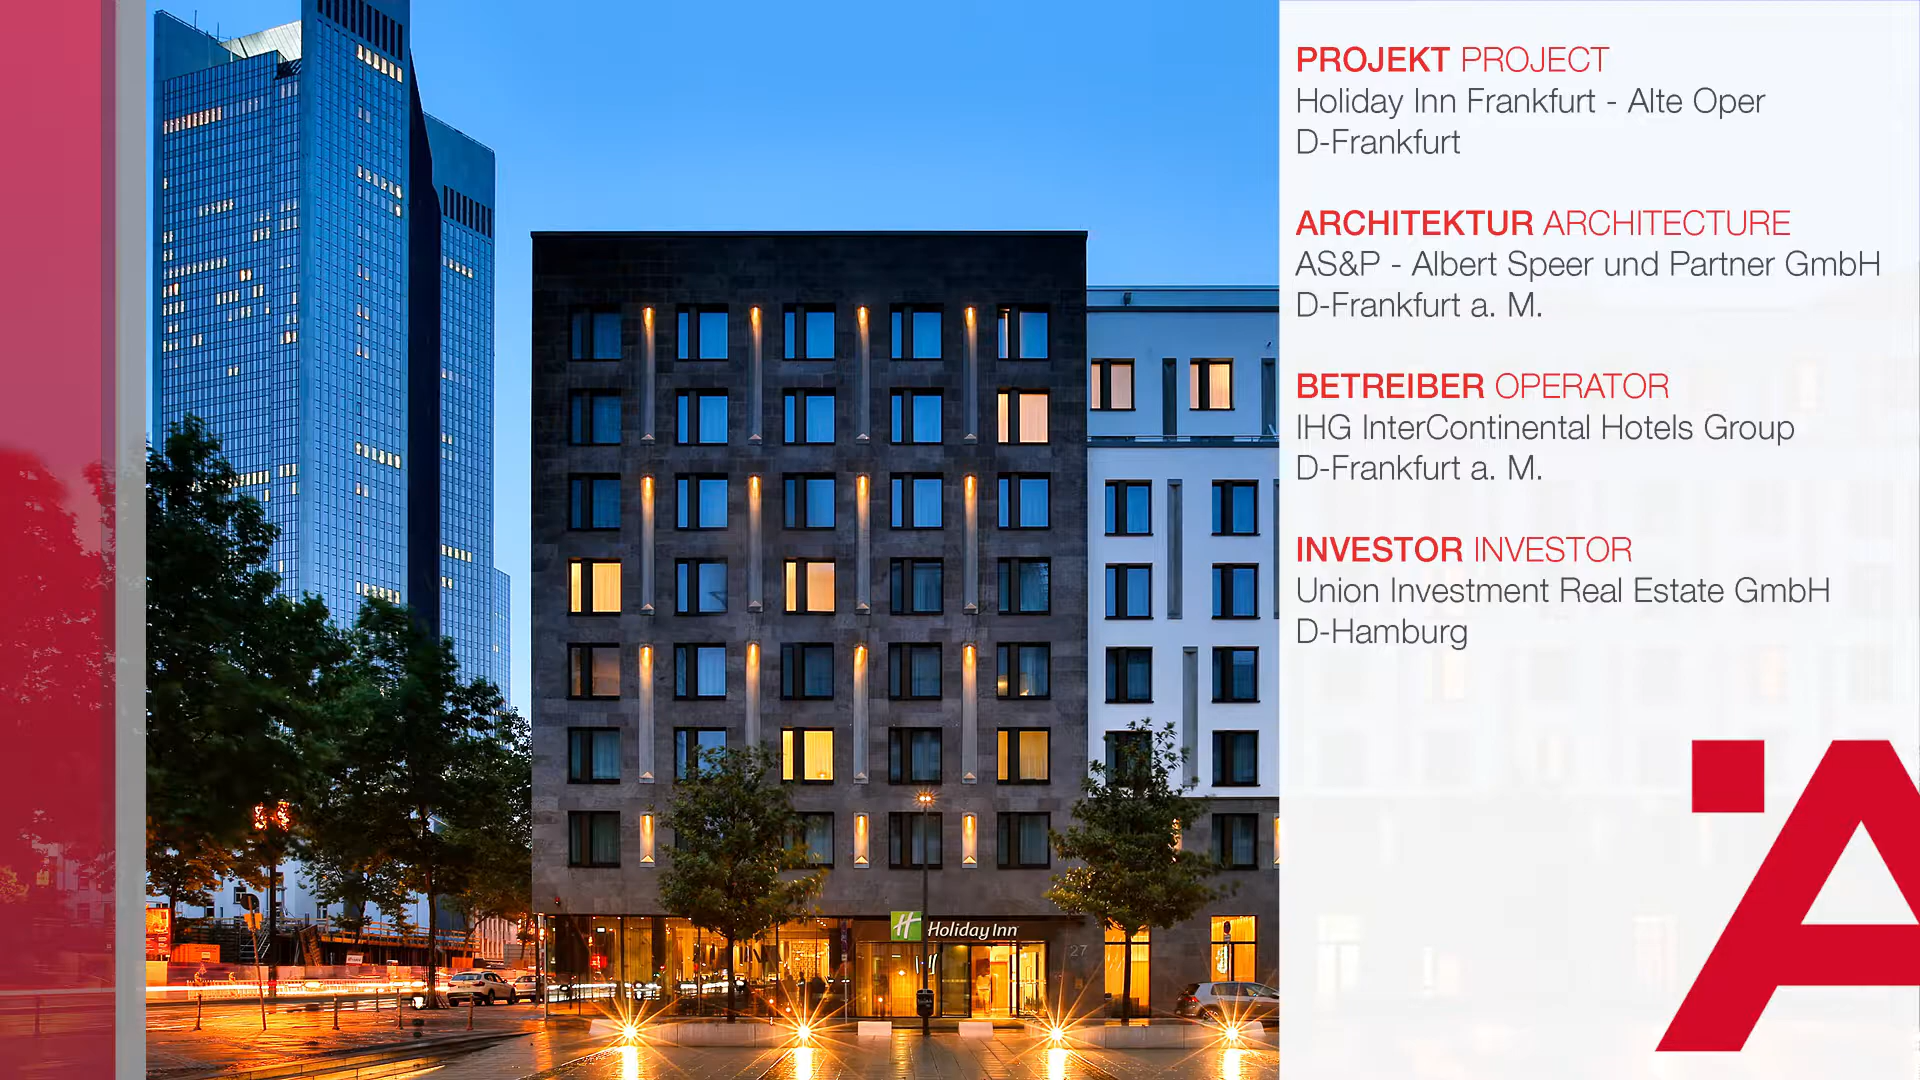 PROJEKT PROJECT
Holiday Inn Frankfurt - Alte Oper
D-Frankfurt
ARCHITEKTUR ARCHITECTURE
AS&P - Albert Speer und Partner GmbH
D-Frankfurt a. M.
BETREIBER OPERATOR
IHG InterContinental Hotels Group
D-Frankfurt a. M.
INVESTOR INVESTOR
Union Investment Real Estate GmbH
D-Hamburg
H Holiday Inn
27
A